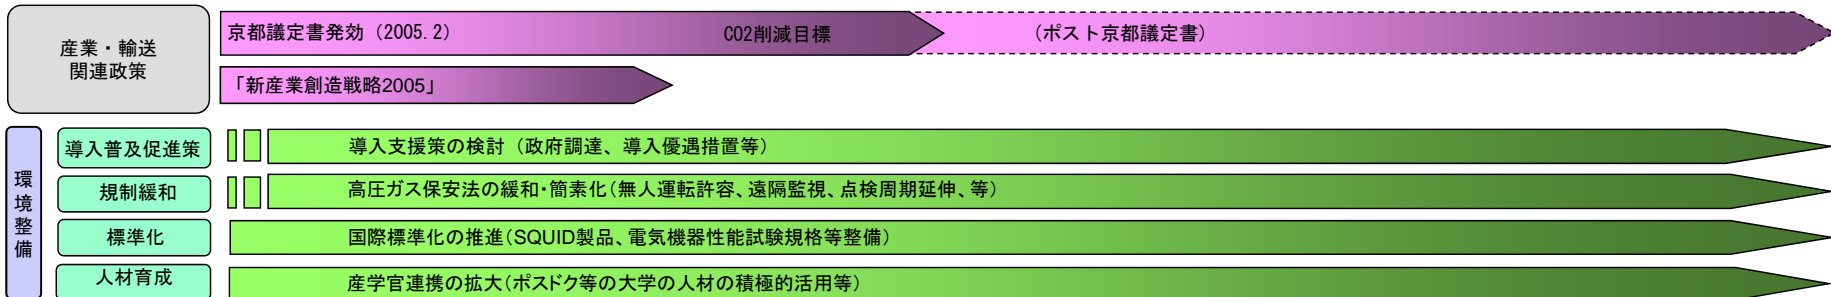 産業・輸送
関連政策
京都議定書発効（2005.2）
CO2削減目標
（ポスト京都議定書）
「新産業創造戦略2005」
環境整備
導入普及促進策
導入支援策の検討（政府調達、導入優遇措置等）
規制緩和
高圧ガス保安法の緩和・簡素化（無人運転許容、遠隔監視、点検周期延伸、等）
標準化
国際標準化の推進（SQUID製品、電気機器性能試験規格等整備）
人材育成
産学官連携の拡大（ポスドク等の大学の人材の積極的活用等）